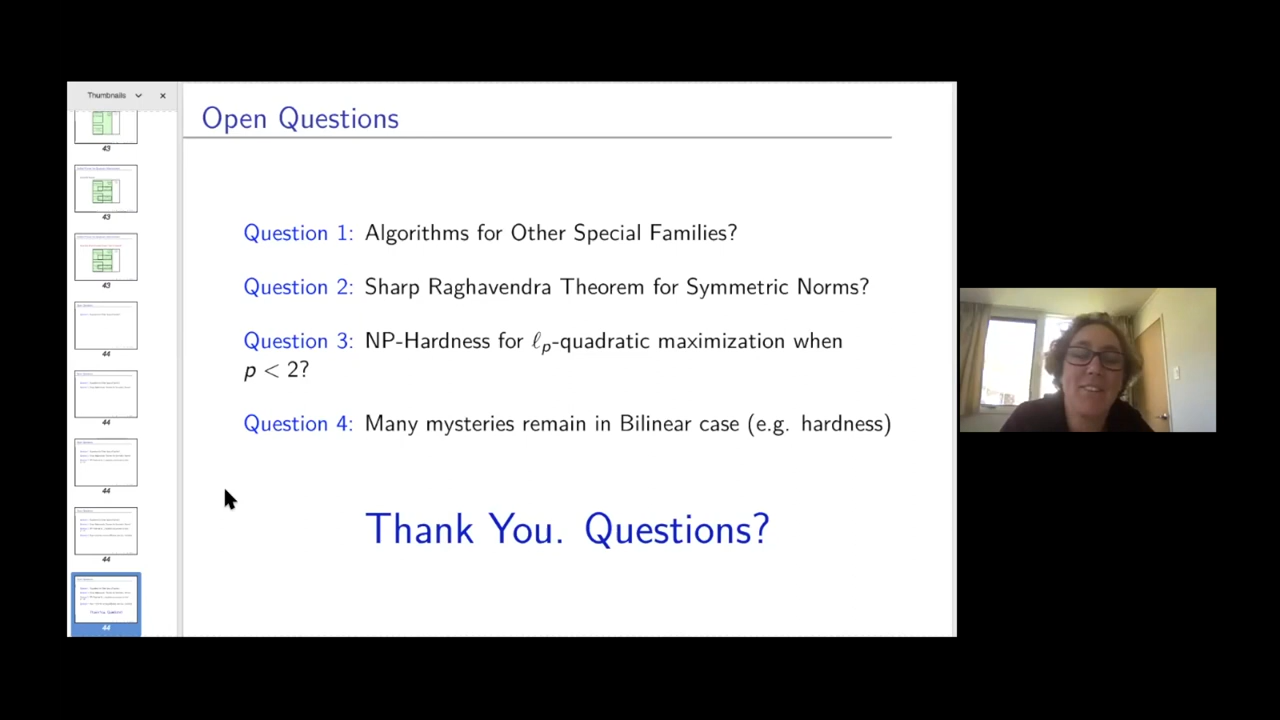 Thumbnails
Open Questions
43
43
43
44
44
44
44
44
Question 1: Algorithms for Other Special Families?
Question 2: Sharp Raghavendra Theorem for Symmetric Norms?
Question 3: NP-Hardness for ℓp-quadratic maximization when
p < 2?
Question 4: Many mysteries remain in Bilinear case (e.g. hardness)
Thank You. Questions?